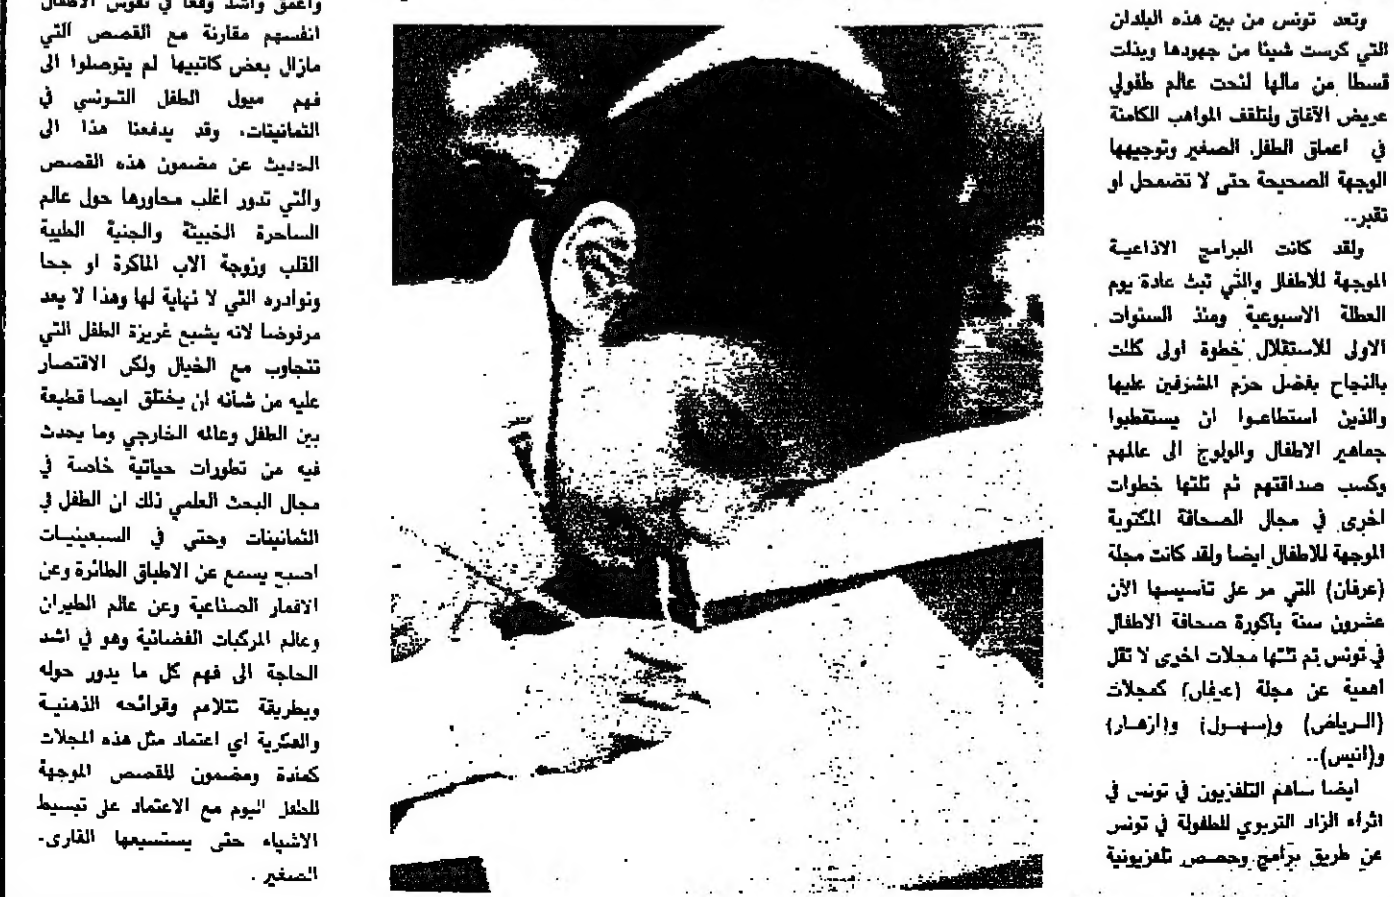 وتعد تونس من بين هذه البلدان
التي كرست شيئا من جهودها وبذلت
قسطا من مالها لنحت عالم طفولي
عريض الآفاق ولتلقف المواهب الكامنة
في اعماق الطفل الصغير وتوجيهها
الوجهة الصحيحة حتى لا تضمحل او
تقبر..
ولقد كانت البرامج الاذاعية
الموجهة للاطفال والتي تبث عادة يوم
العطلة الاسبوعية ومنذ السنوات
الاولى للاستقلال خطوة اولى كللت
بالنجاح بفضل حزم المشرفين عليها
والذين استطاعوا ان يستقطبوا
جماهير الاطفال والولوج الى عالمهم
وكسب صداقتهم ثم تلتها خطوات
اخرى في مجال الصحافة المكتوبة
الموجهة للاطفال ايضا ولقد كانت مجلة
(عرفان) التي مر على تاسيسها الآن
عشرون سنة باكورة صحافة الاطفال
في تونس ثم تلتها مجلات اخرى لا تقل
اهمية عن مجلة (عرفان) كمجلات
(الرياض) و(سهول) و(ازهار)
و(انيس)..
ايضا ساهم التلفزيون في تونس في
اثراء الزاد التربوي للطفولة في تونس
عن طريق برامج وحصص تلفزيونية
واعمق واشد وقعا في نفوس الاطفال
انفسهم مقارنة مع القصص التي
مازال بعض كاتبيها لم يتوصلوا الى
فهم ميول الطفل التونسي في
الثمانينات. وقد يدفعنا هذا الى
الحديث عن مضمون هذه القصص
والتي تدور اغلب محاورها حول عالم
الساحرة الخبيثة والجنية الطيبة
القلب وزوجة الاب الماكرة او جحا
ونوادره التي لا نهاية لها وهذا لا يعد
مرفوضا لانه يشبع غريزة الطفل التي
تتجاوب مع الخيال ولكن الاقتصار
عليه من شأنه ان يختلق ايضا قطيعة
بين الطفل وعالمه الخارجي وما يحدث
فيه من تطورات حياتية خاصة في
مجال البحث العلمي ذلك ان الطفل في
الثمانينات وحتى في السبعينيات
اصبح يسمع عن الاطباق الطائرة وعن
الاقمار الصناعية وعن عالم الطيران
وعالم المركبات الفضائية وهو في اشد
الحاجة الى فهم كل ما يدور حوله
وبطريقة تتلاءم وقرائحه الذهنية
والفكرية اي اعتماد مثل هذه المجلات
كمادة ومضمون للقصص الموجهة
للطفل اليوم مع الاعتماد على تبسيط
الاشياء حتى يستسيغها القارىء
الصغير .